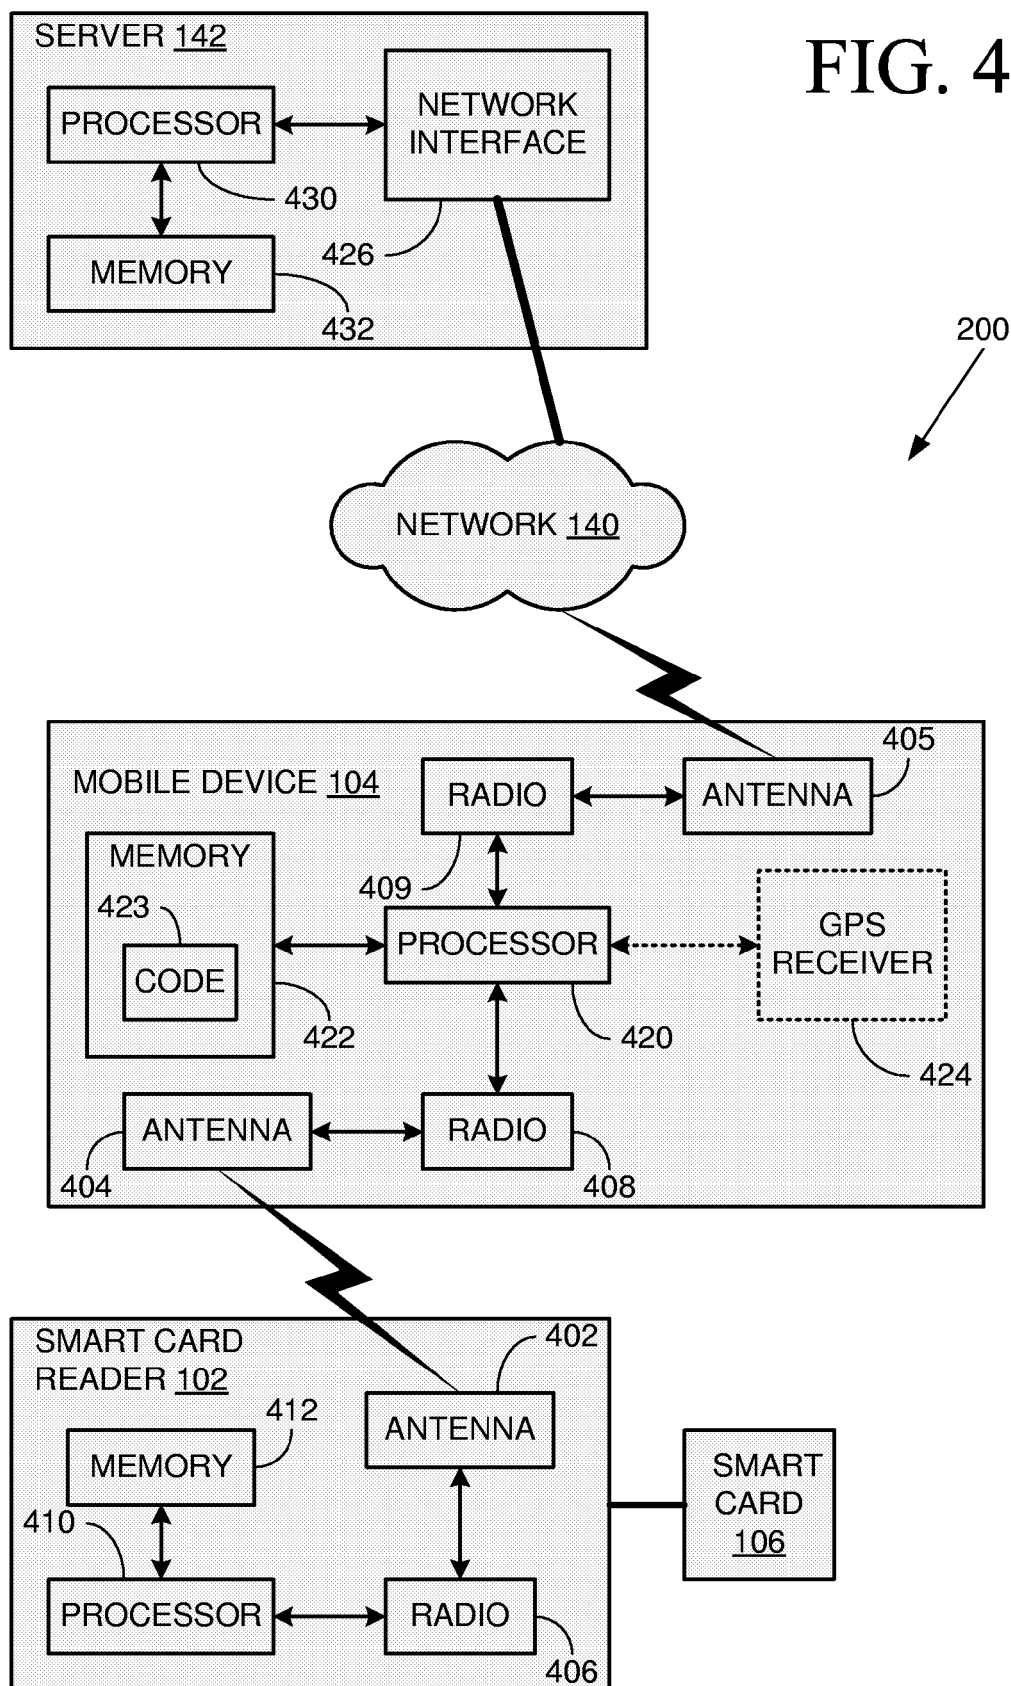 FIG. 4
SERVER 142
PROCESSOR
NETWORK
INTERFACE
430
426
MEMORY
432
200
NETWORK 140
405
MOBILE DEVICE 104
RADIO
ANTENNA
MEMORY
409
423
CODE
PROCESSOR
GPS
RECEIVER
422
420
424
ANTENNA
RADIO
404
408
SMART CARD
READER 102
402
412
ANTENNA
MEMORY
SMART
CARD
106
410
PROCESSOR
RADIO
406